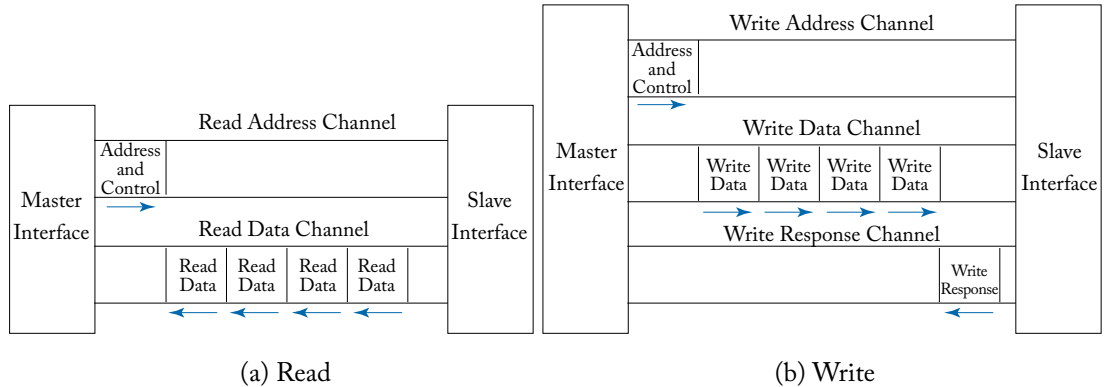 Read Address Channel
Address
and
Control
Master
Interface
Slave
Interface
Read Data Channel
Read
Data
Read
Data
Read
Data
Read
Data
(a) Read
Write Address Channel
Address
and
Control
Write Data Channel
Master
Interface
Write
Data
Write
Data
Write
Data
Write
Data
Slave
Interface
Write Response Channel
Write
Response
(b) Write